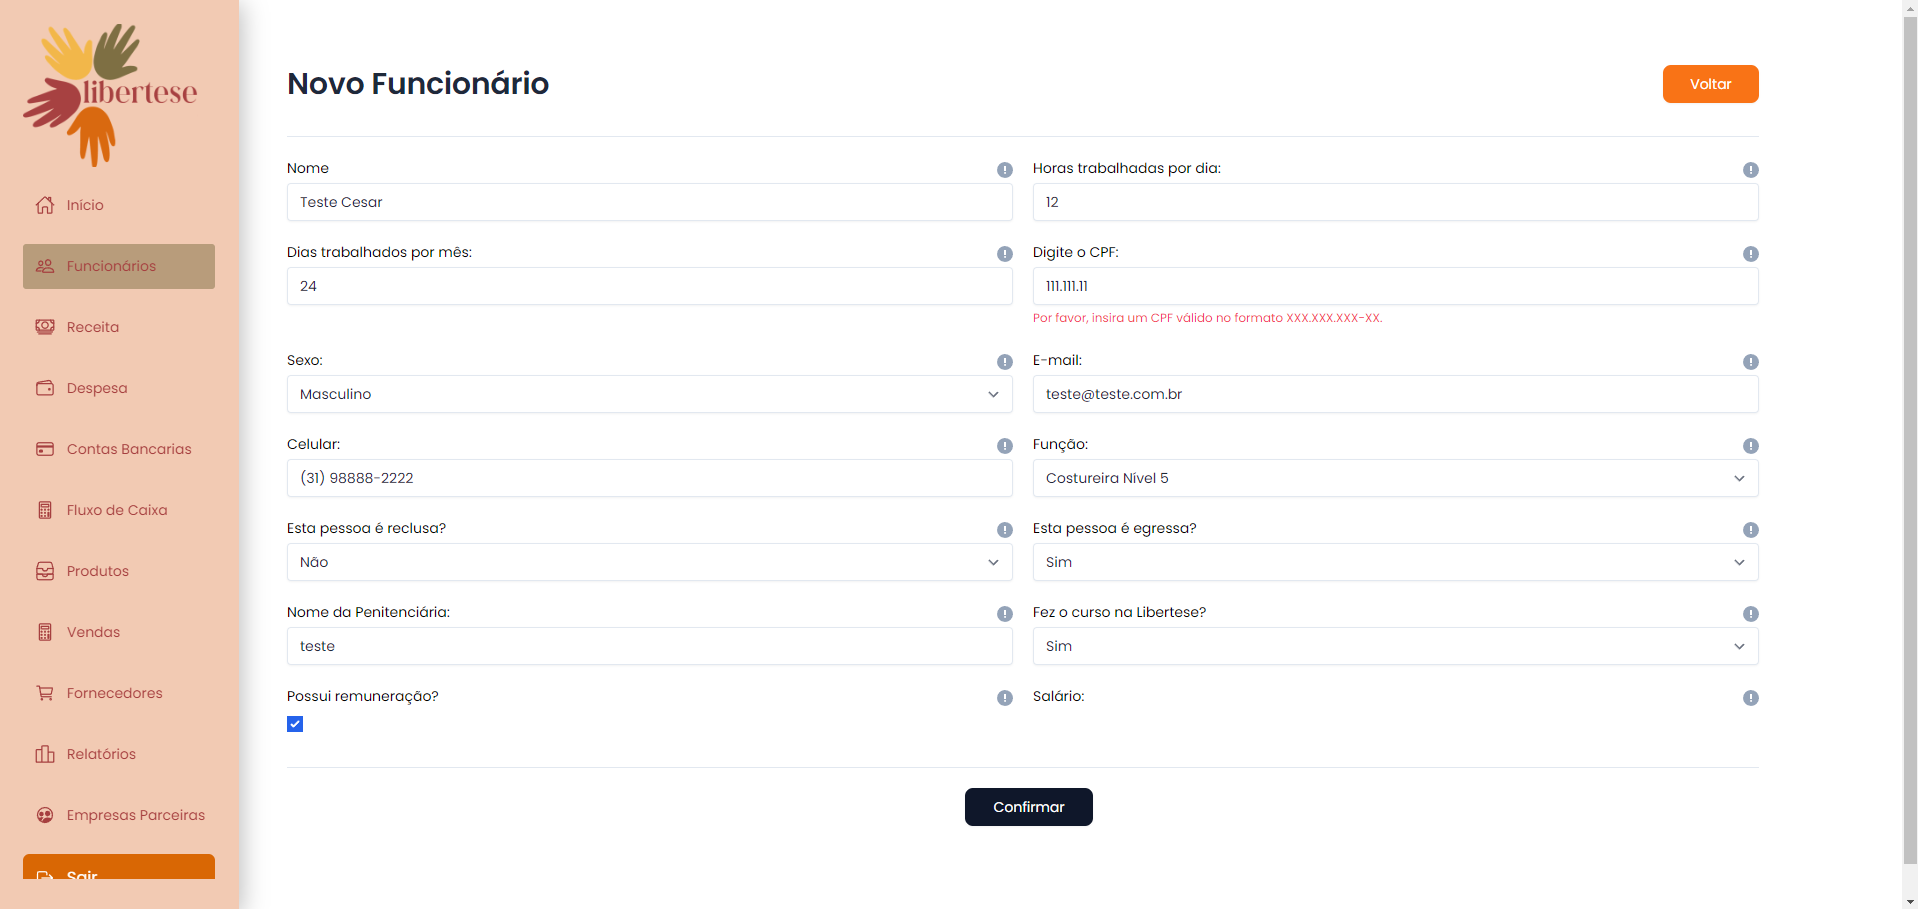 libertese
Início
Funcionários
Receita
Despesa
Contas Bancarias
Fluxo de Caixa
Produtos
Vendas
Fornecedores
Relatórios
Empresas Parceiras
Sair
Novo Funcionário
Voltar
Nome
Teste Cesar
Horas trabalhadas por dia:
12
Dias trabalhados por mês:
24
Digite o CPF:
111.111.11
Por favor, insira um CPF válido no formato XXX.XXX.XXX-XX.
Sexo:
Masculino
E-mail:
teste@teste.com.br
Celular:
(31) 98888-2222
Função:
Costureira Nível 5
Esta pessoa é reclusa?
Não
Esta pessoa é egressa?
Sim
Nome da Penitenciária:
teste
Fez o curso na Libertese?
Sim
Possui remuneração?
Salário:
Confirmar